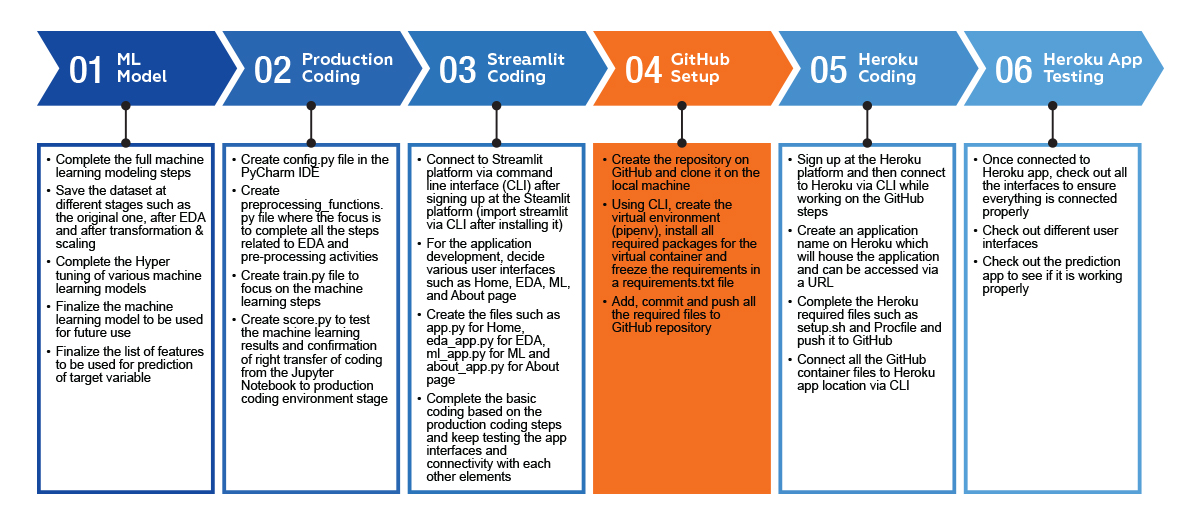 01 ML
Model
02 Production
Coding
03 Streamlit
Coding
04 GitHub
Setup
05 Heroku
Coding
06 Heroku App
Testing
• Complete the full machine
learning modeling steps
• Save the dataset at
different stages such as
the original one, after EDA
and after transformation &
scaling
• Complete the Hyper
tuning of various machine
learning models
• Finalize the machine
learning model to be used
for future use
• Finalize the list of features
to be used for prediction
of target variable
• Create config.py file in the
PyCharm IDE
• Create
preprocessing_functions.
py file where the focus is
to complete all the steps
related to EDA and
pre-processing activities
• Create train.py file to
focus on the machine
learning steps
• Create score.py to test
the machine learning
results and confirmation
of right transfer of coding
from the Jupyter
Notebook to production
coding environment stage
• Connect to Streamlit
platform via command
line interface (CLI) after
signing up at the Steamlit
platform (import streamlit
via CLI after installing it)
• For the application
development, decide
various user interfaces
such as Home, EDA, ML,
and About page
• Create the files such as
app.py for Home,
eda_app.py for EDA,
ml_app.py for ML and
about_app.py for About
page
• Complete the basic
coding based on the
production coding steps
and keep testing the app
interfaces and
connectivity with each
other elements
• Create the repository on
GitHub and clone it on the
local machine
• Using CLI, create the
virtual environment
(pipenv), install all
required packages for the
virtual container and
freeze the requirements in
a requirements.txt file
• Add, commit and push all
the required files to
GitHub repository
• Sign up at the Heroku
platform and then connect
to Heroku via CLI while
working on the GitHub
steps
• Create an application
name on Heroku which
will house the application
and can be accessed via
a URL
• Complete the Heroku
required files such as
setup.sh and Procfile and
push it to GitHub
• Connect all the GitHub
container files to Heroku
app location via CLI
• Once connected to
Heroku app, check out all
the interfaces to ensure
everything is connected
properly
• Check out different user
interfaces
• Check out the prediction
app to see if it is working
properly